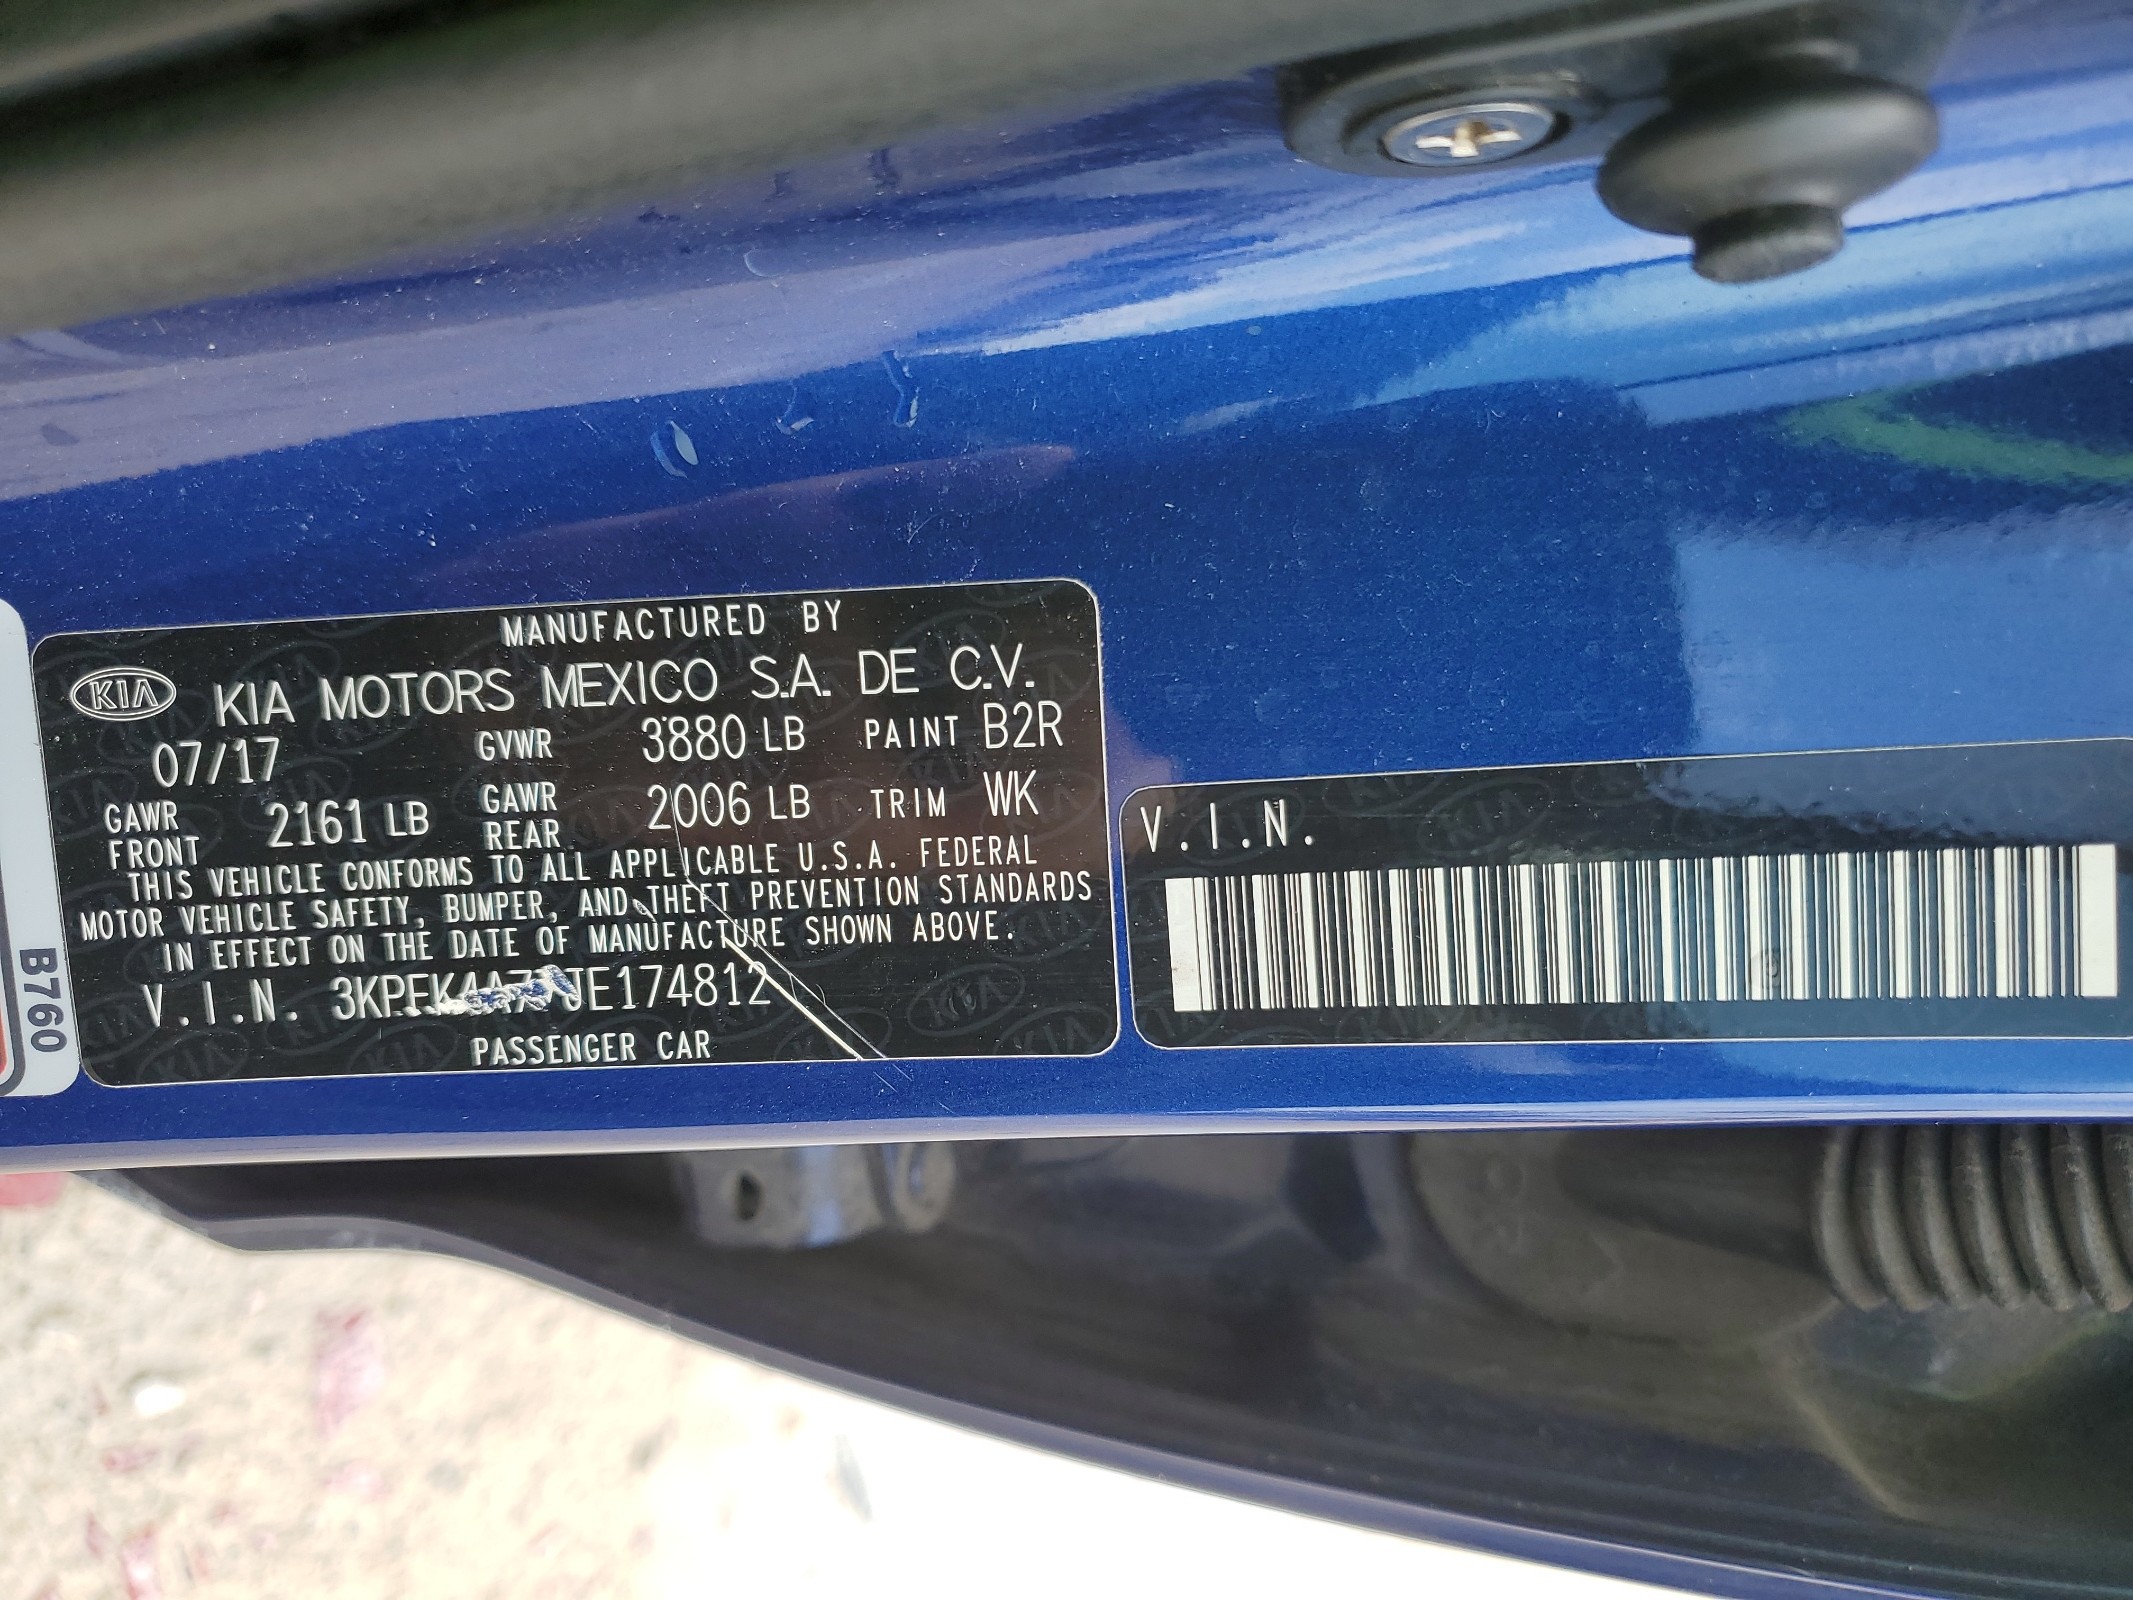 MANUFACTURED BY
KIA KIA MOTORS MEXICO S.A. DE C.V.
07/17 GVWR 3880 LB PAINT B2R
GAWR FRONT 2161 LB GAWR REAR 2006 LB TRIM WK
THIS VEHICLE CONFORMS TO ALL APPLICABLE U.S.A. FEDERAL
MOTOR VEHICLE SAFETY, BUMPER, AND THEFT PREVENTION STANDARDS
IN EFFECT ON THE DATE OF MANUFACTURE SHOWN ABOVE.
V.I.N. 3KPFK4A77JE174812
PASSENGER CAR
V.I.N.
B760